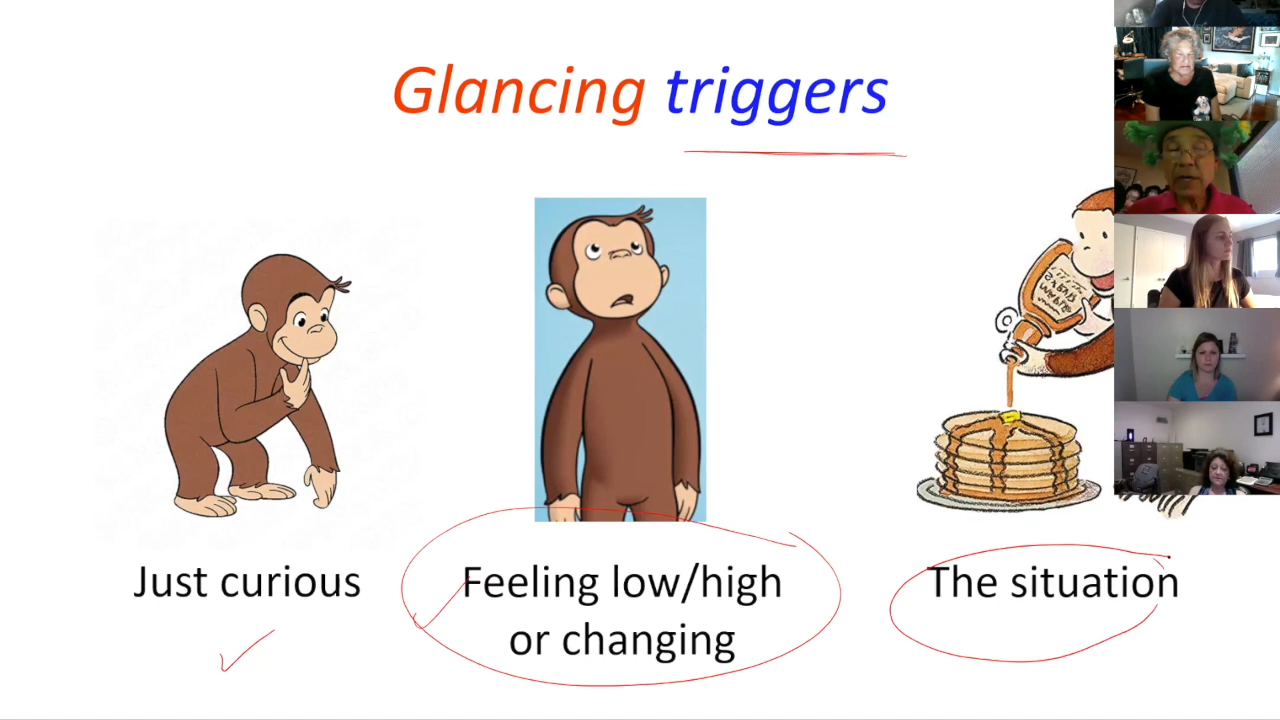 Glancing triggers
Just curious
Feeling low/high
or changing
The situation